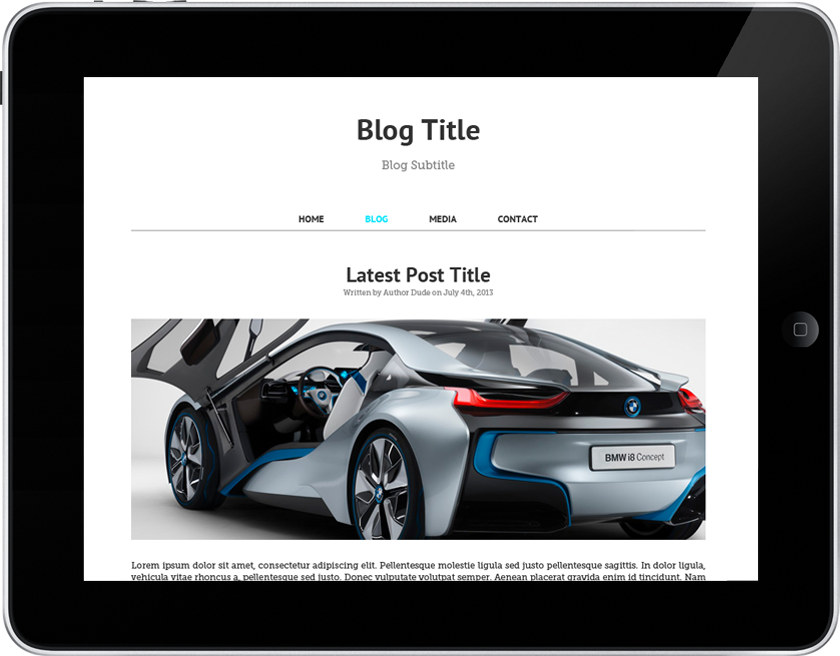 Blog Title
Blog Subtitle
HOME BLOG MEDIA CONTACT
Latest Post Title
Written by Author Dude on July 4th, 2013
BMW i8 Concept
Lorem ipsum dolor sit amet, consectetur adipiscing elit. Pellentesque molestie ligula sed justo pellentesque sagittis. In dolor ligula,
vehicula vitae rhoncus a, pellentesque sed justo. Donec vulputate volutpat semper. Aenean placerat gravida enim id tincidunt. Nam